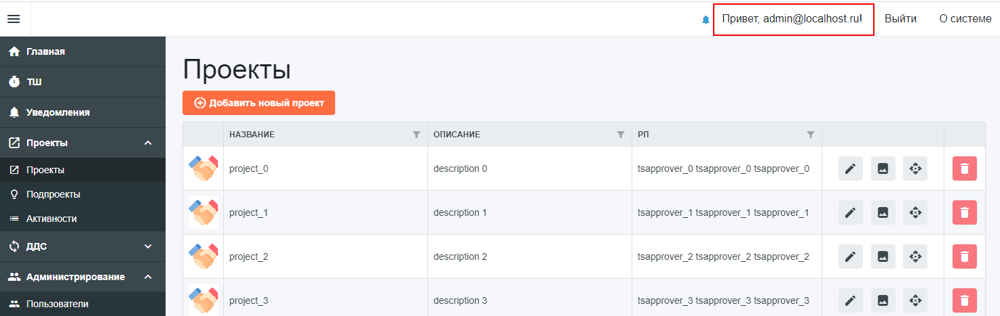 Привет, admin@localhost.ru!
Выйти
О системе
Главная
ТШ
Уведомления
Проекты
Проекты
Подпроекты
Активности
ДДС
Администрирование
Пользователи
Проекты
Добавить новый проект
НАЗВАНИЕ ОПИСАНИЕ РП
project_0 description 0 tsapprover_0 tsapprover_0 tsapprover_0
project_1 description 1 tsapprover_1 tsapprover_1 tsapprover_1
project_2 description 2 tsapprover_2 tsapprover_2 tsapprover_2
project_3 description 3 tsapprover_3 tsapprover_3 tsapprover_3